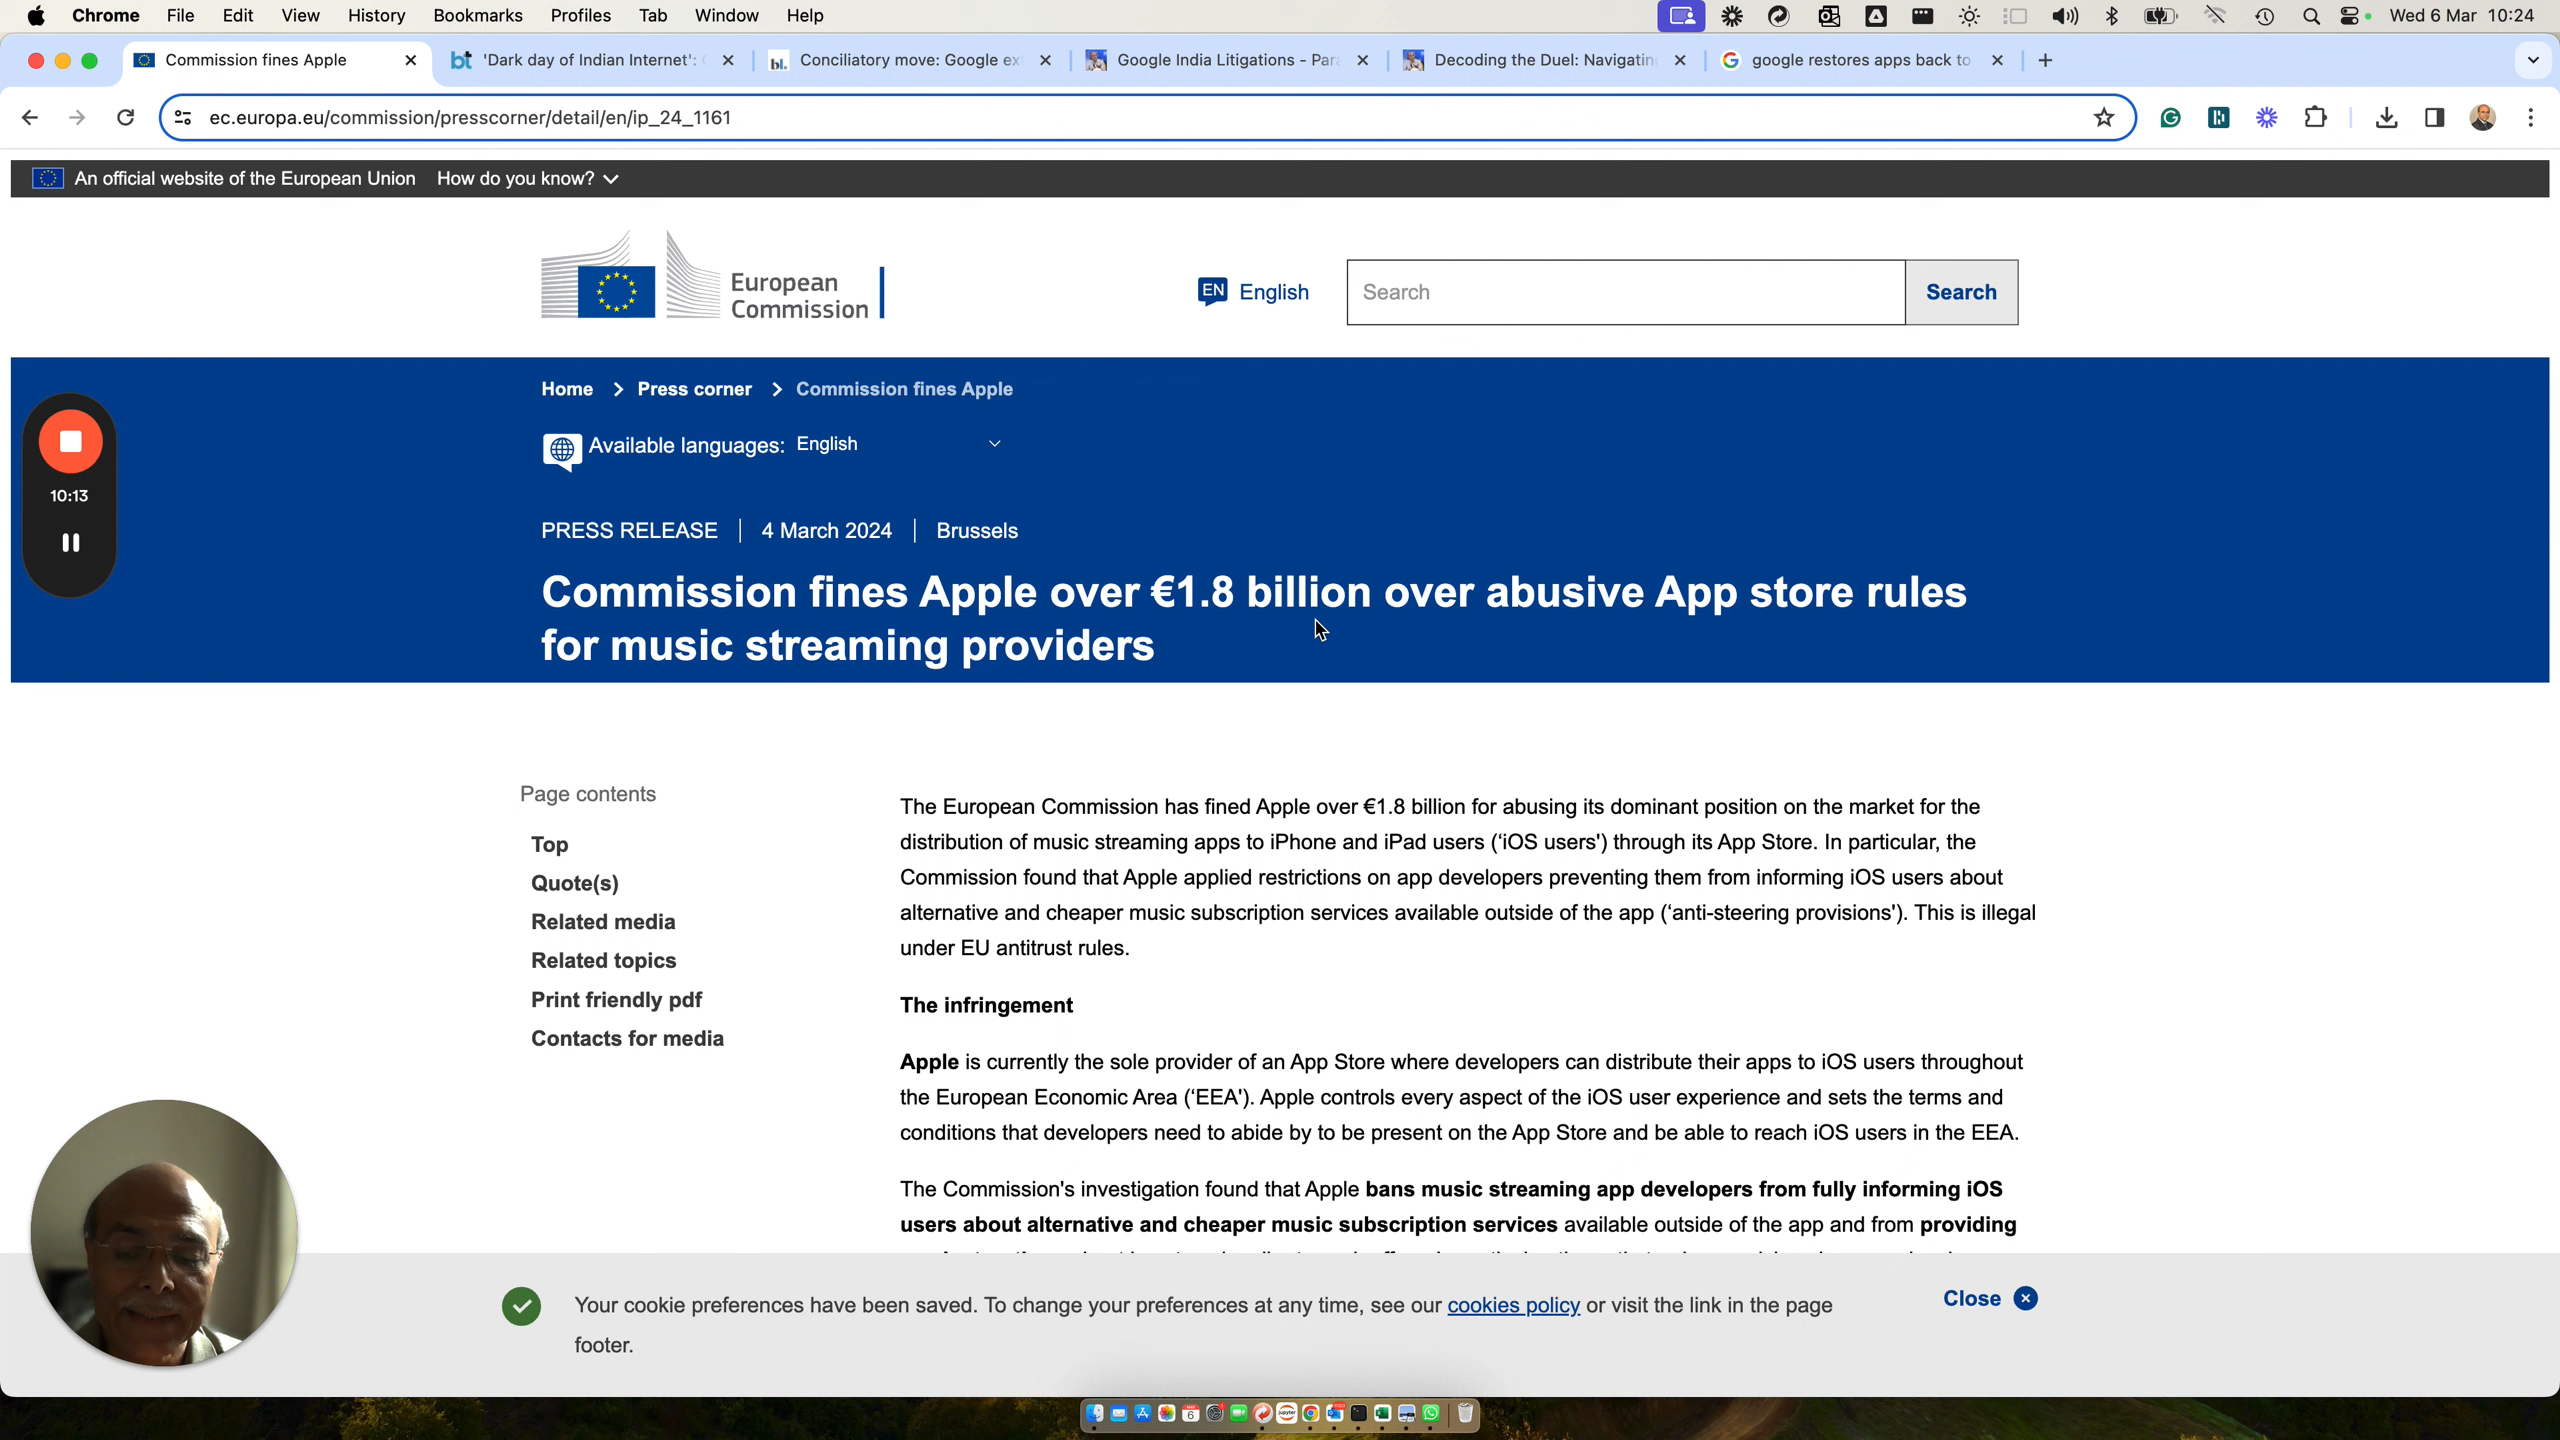 Chrome File Edit View History Bookmarks Profiles Tab Window Help Wed 6 Mar 10:24
Commission fines Apple
bt 'Dark day of Indian Internet':
hl. Conciliatory move: Google ex
Google India Litigations - Para
Decoding the Duel: Navigatin
google restores apps back to
ec.europa.eu/commission/presscorner/detail/en/ip_24_1161
An official website of the European Union How do you know?
European
Commission
EN English
Search
Search
Home > Press corner > Commission fines Apple
Available languages: English
10:13
PRESS RELEASE | 4 March 2024 | Brussels
Commission fines Apple over €1.8 billion over abusive App store rules
for music streaming providers
Page contents
Top
Quote(s)
Related media
Related topics
Print friendly pdf
Contacts for media
The European Commission has fined Apple over €1.8 billion for abusing its dominant position on the market for the
distribution of music streaming apps to iPhone and iPad users (‘iOS users') through its App Store. In particular, the
Commission found that Apple applied restrictions on app developers preventing them from informing iOS users about
alternative and cheaper music subscription services available outside of the app (‘anti-steering provisions'). This is illegal
under EU antitrust rules.
The infringement
Apple is currently the sole provider of an App Store where developers can distribute their apps to iOS users throughout
the European Economic Area (‘EEA'). Apple controls every aspect of the iOS user experience and sets the terms and
conditions that developers need to abide by to be present on the App Store and be able to reach iOS users in the EEA.
The Commission's investigation found that Apple bans music streaming app developers from fully informing iOS
users about alternative and cheaper music subscription services available outside of the app and from providing
Your cookie preferences have been saved. To change your preferences at any time, see our cookies policy or visit the link in the page
footer.
Close